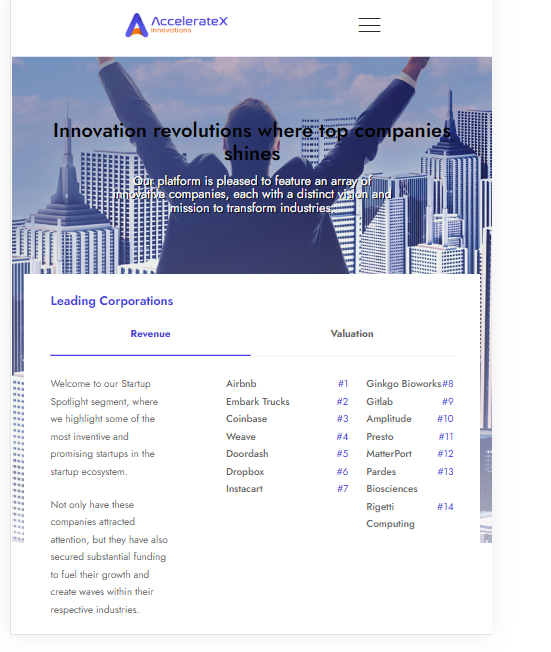 AccelerateX
Innovations
Innovation revolutions where top companies
shines
Our platform is pleased to feature an array of
innovative companies, each with a distinct vision and
mission to transform industries.
Leading Corporations
Revenue
Valuation
Welcome to our Startup
Spotlight segment, where
we highlight some of the
most inventive and
promising startups in the
startup ecosystem.
Not only have these
companies attracted
attention, but they have also
secured substantial funding
to fuel their growth and
create waves within their
respective industries.
Airbnb #1
Embark Trucks #2
Coinbase #3
Weave #4
Doordash #5
Dropbox #6
Instacart #7
Ginkgo Bioworks #8
Gitlab #9
Amplitude #10
Presto #11
MatterPort #12
Pardes #13
Biosciences
Rigetti #14
Computing